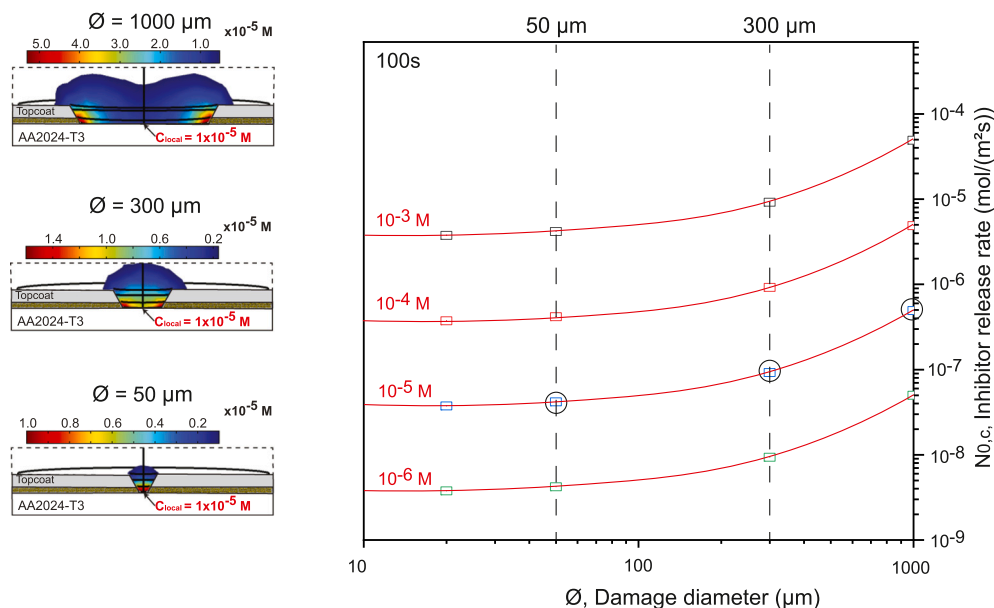 Ø = 1000 µm
x10⁻⁵ M
5.0 4.0 3.0 2.0 1.0
Topcoat
AA2024-T3
Clocal = 1x10⁻⁵ M
Ø = 300 µm
x10⁻⁵ M
1.4 1.0 0.6 0.2
Topcoat
AA2024-T3
Clocal = 1x10⁻⁵ M
Ø = 50 µm
x10⁻⁵ M
1.0 0.8 0.6 0.4 0.2
Topcoat
AA2024-T3
Clocal = 1x10⁻⁵ M
50 µm 300 µm
100s
10⁻³ M
10⁻⁴ M
10⁻⁵ M
10⁻⁶ M
10⁻⁴
10⁻⁵
10⁻⁶
10⁻⁷
10⁻⁸
10⁻⁹
N0,c, Inhibitor release rate (mol/(m²s)
10 100 1000
Ø, Damage diameter (µm)